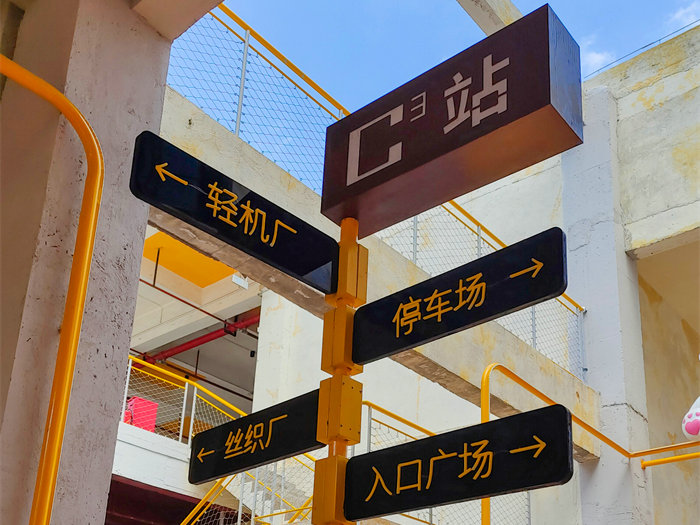 C³站
← 轻机厂
停车场 →
← 丝织厂
入口广场 →